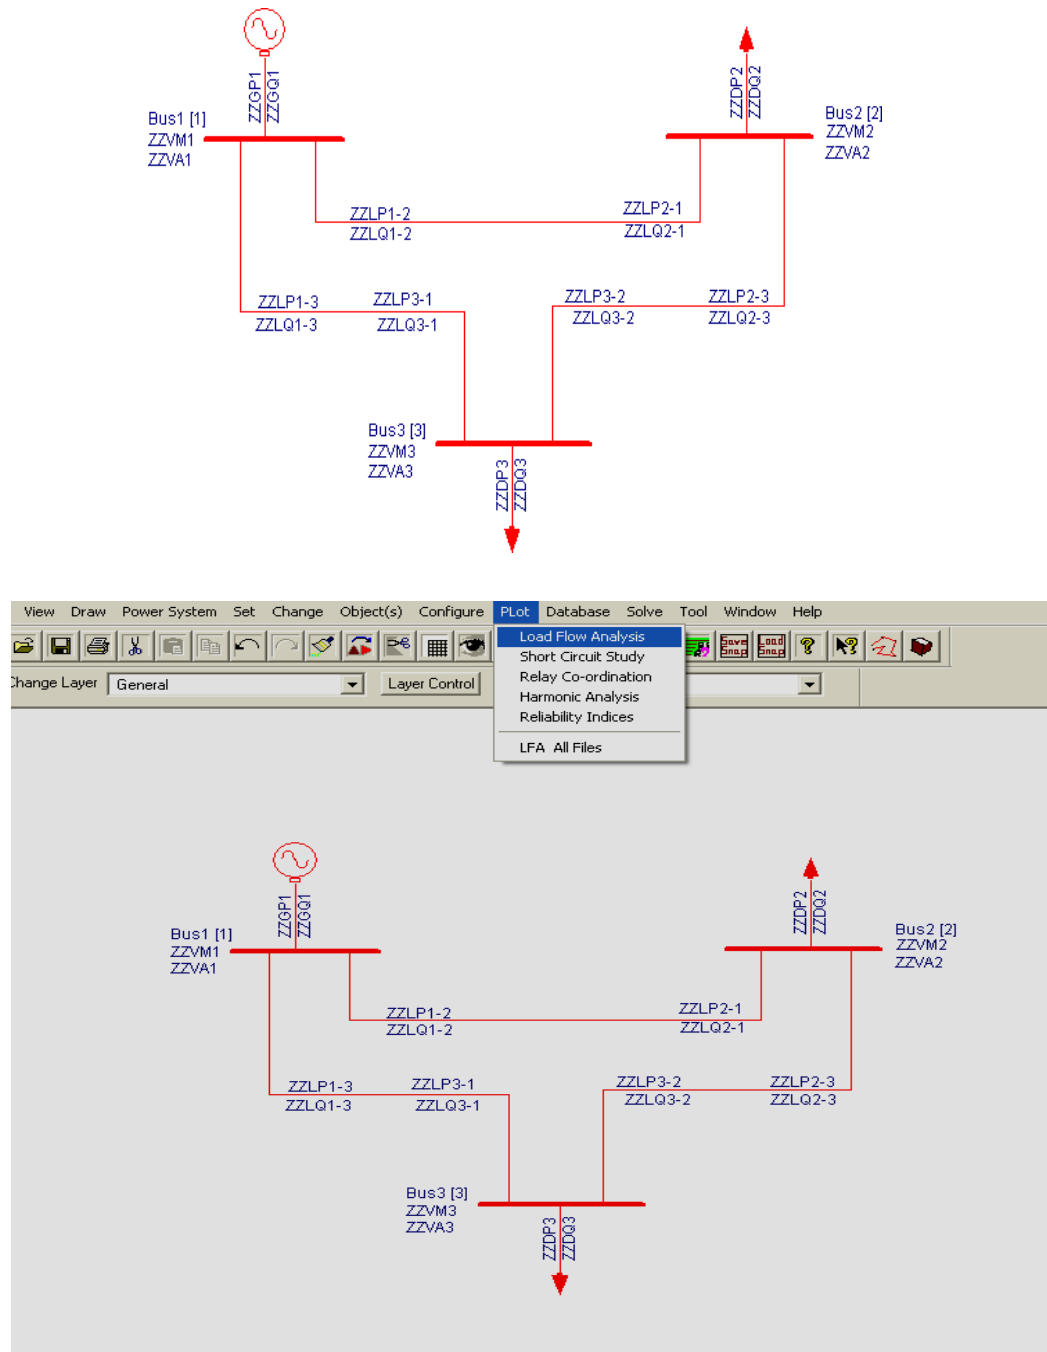 ZZGP1
ZZGQ1
ZZDP2
ZZDQ2
Bus1 [1]
ZZVM1
ZZVA1
Bus2 [2]
ZZVM2
ZZVA2
ZZLP1-2
ZZLQ1-2
ZZLP2-1
ZZLQ2-1
ZZLP1-3
ZZLQ1-3
ZZLP3-1
ZZLQ3-1
ZZLP3-2
ZZLQ3-2
ZZLP2-3
ZZLQ2-3
Bus3 [3]
ZZVM3
ZZVA3
ZZDP3
ZZDQ3
View Draw Power System Set Change Object(s) Configure PLot Database Solve Tool Window Help
Save Snap
Load Snap
Change Layer General Layer Control
Load Flow Analysis
Short Circuit Study
Relay Co-ordination
Harmonic Analysis
Reliability Indices
LFA All Files
ZZGP1
ZZGQ1
ZZDP2
ZZDQ2
Bus1 [1]
ZZVM1
ZZVA1
Bus2 [2]
ZZVM2
ZZVA2
ZZLP1-2
ZZLQ1-2
ZZLP2-1
ZZLQ2-1
ZZLP1-3
ZZLQ1-3
ZZLP3-1
ZZLQ3-1
ZZLP3-2
ZZLQ3-2
ZZLP2-3
ZZLQ2-3
Bus3 [3]
ZZVM3
ZZVA3
ZZDP3
ZZDQ3